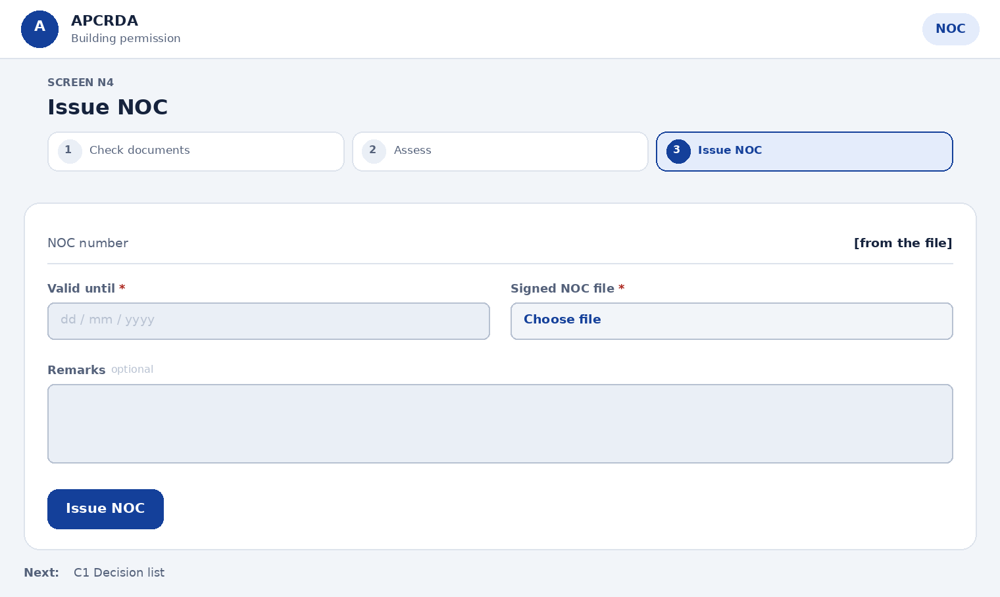 A
APCRDA
Building permission
NOC
SCREEN N4
Issue NOC
1 Check documents
2 Assess
3 Issue NOC
NOC number [from the file]
Valid until * Signed NOC file *
dd / mm / yyyy Choose file
Remarks optional
Issue NOC
Next: C1 Decision list